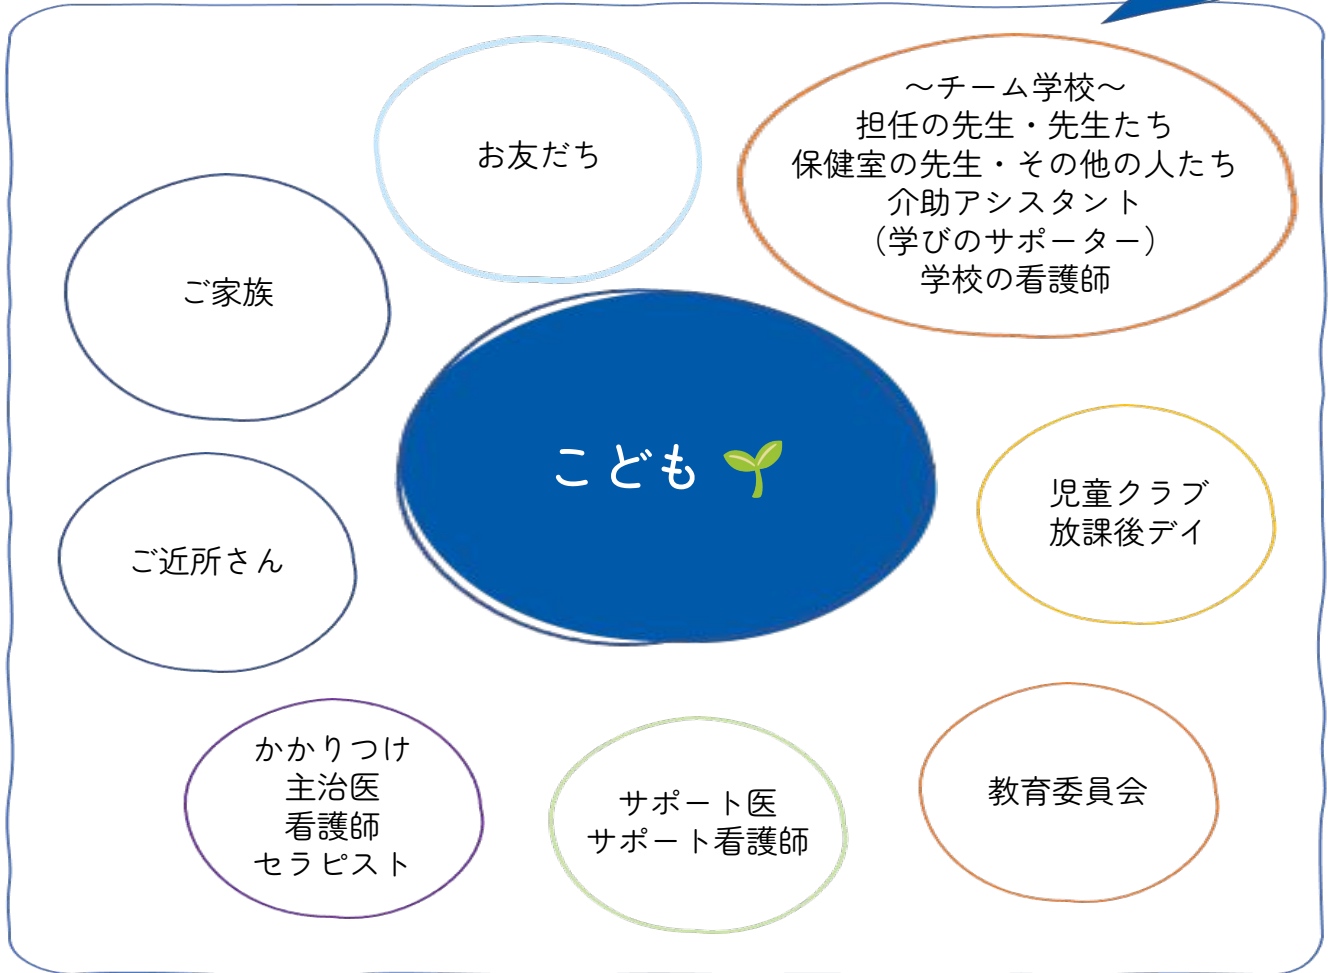 お友だち
～チーム学校～
担任の先生・先生たち
保健室の先生・その他の人たち
介助アシスタント
（学びのサポーター）
学校の看護師
ご家族
こども🌱
児童クラブ
放課後デイ
ご近所さん
かかりつけ
主治医
看護師
セラピスト
サポート医
サポート看護師
教育委員会